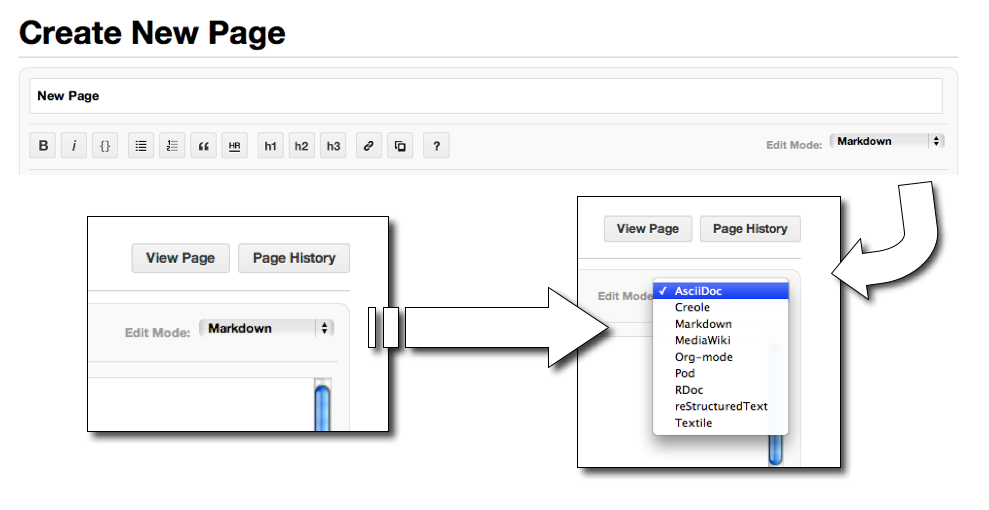 Create New Page
New Page
B i {} HR h1 h2 h3 ? Edit Mode: Markdown
View Page Page History
Edit Mode: Markdown
View Page Page History
Edit Mode ✓ AsciiDoc
Creole
Markdown
MediaWiki
Org-mode
Pod
RDoc
reStructuredText
Textile